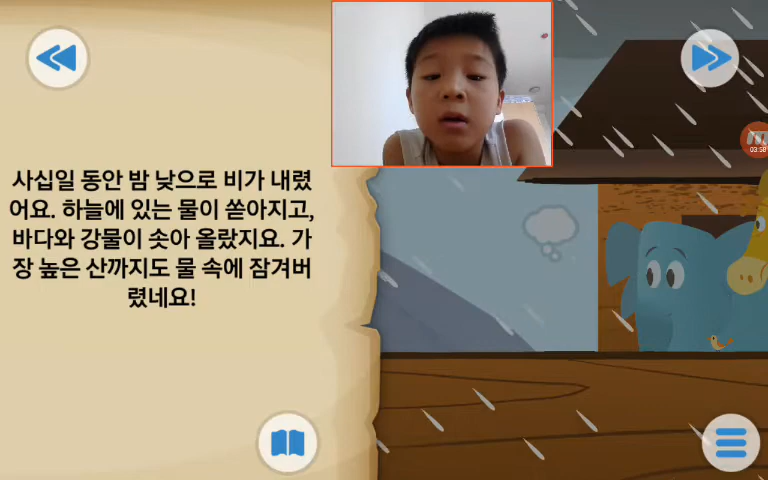 사십일 동안 밤 낮으로 비가 내렸
어요. 하늘에 있는 물이 쏟아지고,
바다와 강물이 솟아 올랐지요. 가
장 높은 산까지도 물 속에 잠겨버
렸네요!
03:58